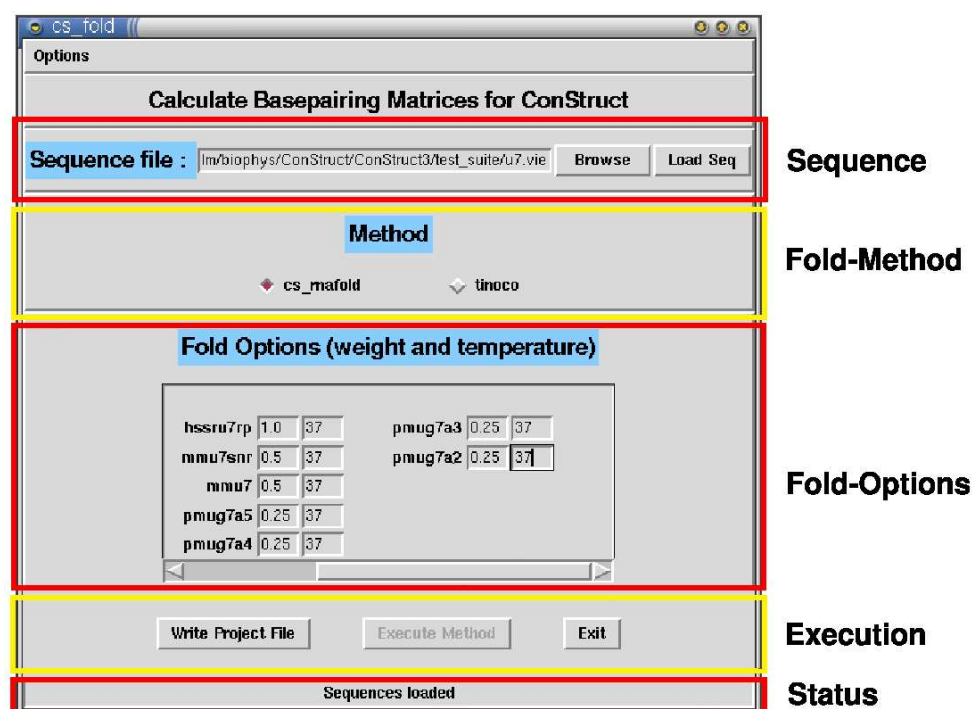 cs_fold
Options
Calculate Basepairing Matrices for ConStruct
Sequence file : lm/biophys/ConStruct/ConStruct3/test_suite/u7.vie Browse Load Seq
Sequence
Method
Fold-Method
cs_rnafold tinoco
Fold Options (weight and temperature)
hssru7rp 1.0 37 pmug7a3 0.25 37
mmu7snr 0.5 37 pmug7a2 0.25 37
mmu7 0.5 37
Fold-Options
pmug7a5 0.25 37
pmug7a4 0.25 37
Write Project File Execute Method Exit
Execution
Sequences loaded
Status